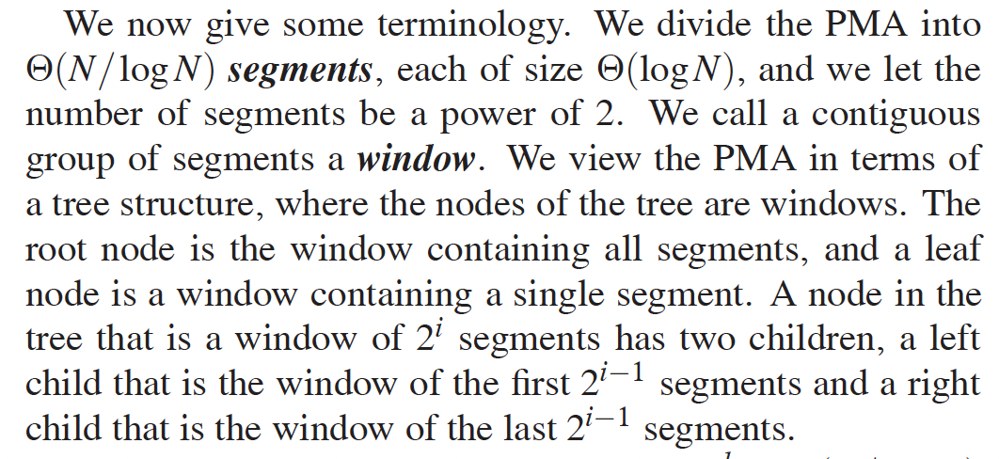 We now give some terminology. We divide the PMA into
Θ(N/log N) segments, each of size Θ(log N), and we let the
number of segments be a power of 2. We call a contiguous
group of segments a window. We view the PMA in terms of
a tree structure, where the nodes of the tree are windows. The
root node is the window containing all segments, and a leaf
node is a window containing a single segment. A node in the
tree that is a window of 2^i segments has two children, a left
child that is the window of the first 2^{i−1} segments and a right
child that is the window of the last 2^{i−1} segments.